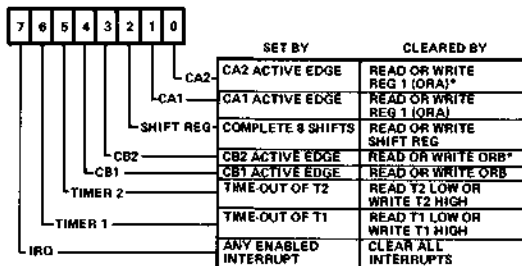 7 6 5 4 3 2 1 0
SET BY CLEARED BY
CA2 CA2 ACTIVE EDGE READ OR WRITE
REG 1 (ORA)*
CA1 CA1 ACTIVE EDGE READ OR WRITE
REG 1 (ORA)
SHIFT REG COMPLETE 8 SHIFTS READ OR WRITE
SHIFT REG
CB2 CB2 ACTIVE EDGE READ OR WRITE ORB*
CB1 CB1 ACTIVE EDGE READ OR WRITE ORB
TIMER 2 TIME-OUT OF T2 READ T2 LOW OR
WRITE T2 HIGH
TIMER 1 TIME-OUT OF T1 READ T1 LOW OR
WRITE T1 HIGH
IRQ ANY ENABLED CLEAR ALL
INTERRUPT INTERRUPTS